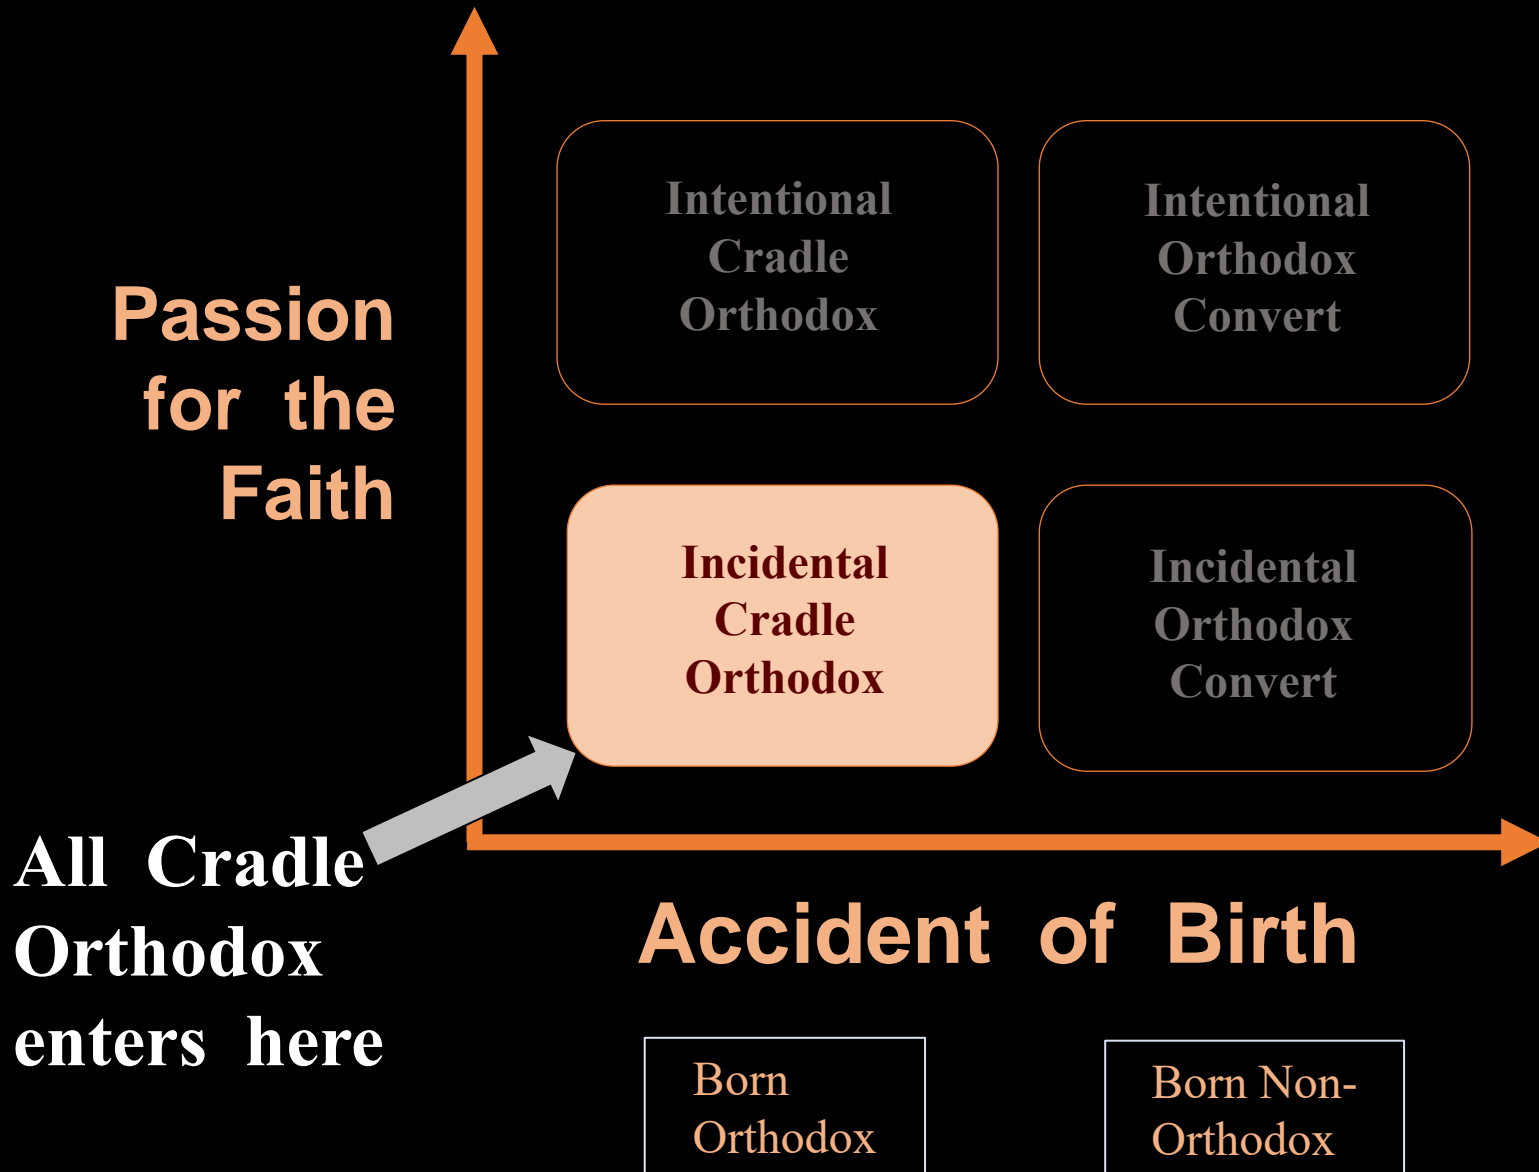 Intentional
Cradle
Orthodox
Intentional
Orthodox
Convert
Passion
for the
Faith
Incidental
Cradle
Orthodox
Incidental
Orthodox
Convert
All Cradle
Orthodox
enters here
Accident of Birth
Born
Orthodox
Born Non-
Orthodox